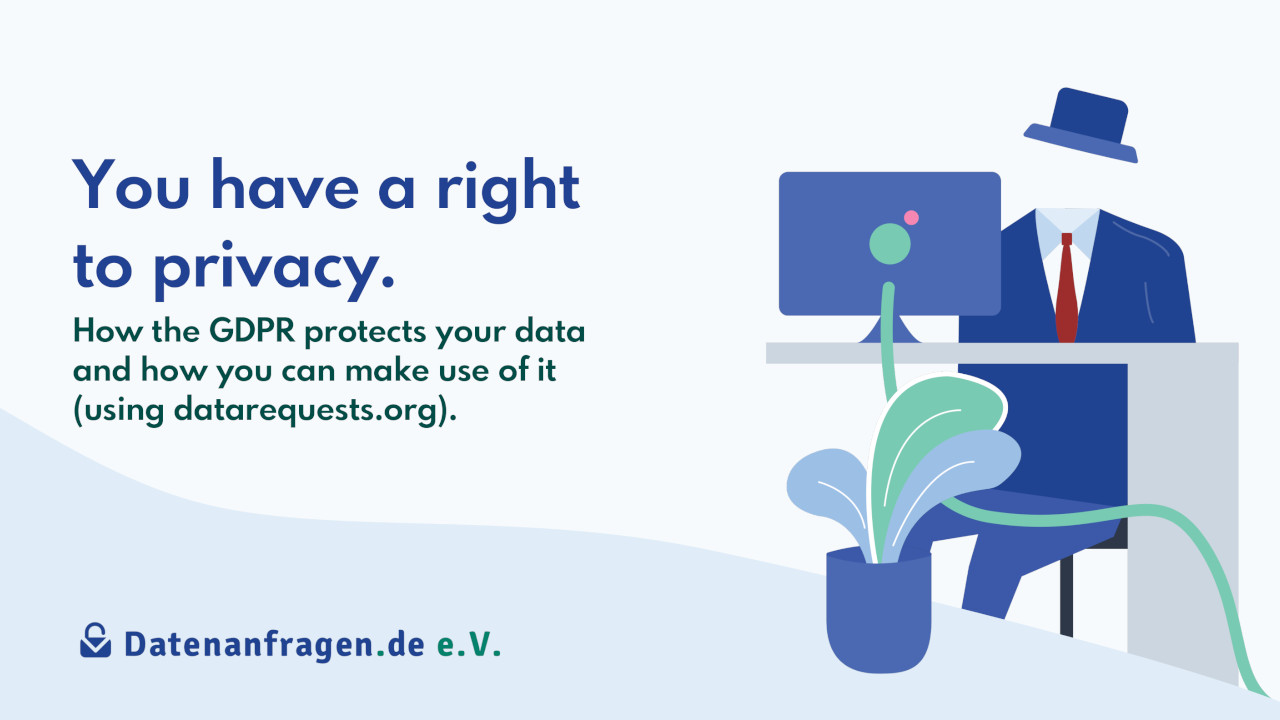 You have a right
to privacy.
How the GDPR protects your data
and how you can make use of it
(using datarequests.org).
Datenanfragen.de e.V.